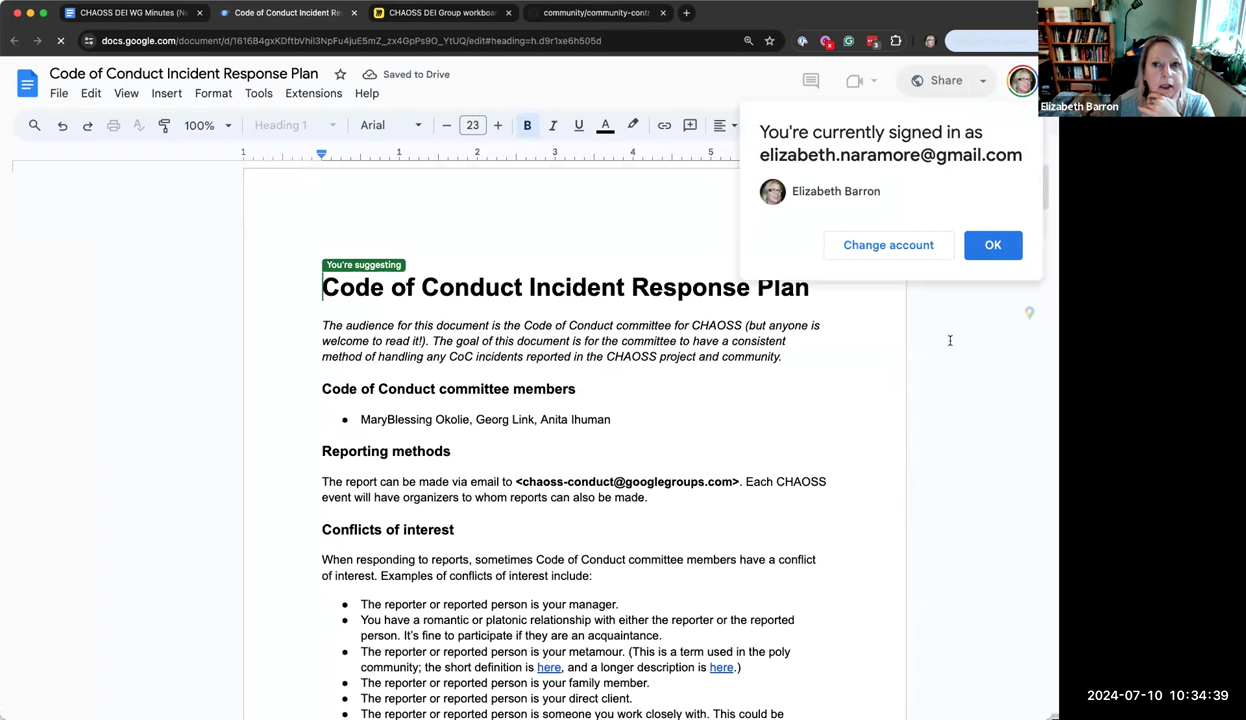 CHAOSS DEI WG Minutes (Ne
Code of Conduct Incident Re
CHAOSS DEI Group workboa
community/community-contr
docs.google.com/document/d/1616B4gxKDftbVhil3NpFu4juE5mZ_zx4GpPs9O_YtUQ/edit#heading=h.d9r1xe6h505d
Code of Conduct Incident Response Plan
Saved to Drive
File Edit View Insert Format Tools Extensions Help
Share
100% Heading 1 Arial 23
1 1 2 3 4 5
Elizabeth Barron
You're currently signed in as
elizabeth.naramore@gmail.com
Elizabeth Barron
Change account
OK
You're suggesting
Code of Conduct Incident Response Plan
The audience for this document is the Code of Conduct committee for CHAOSS (but anyone is
welcome to read it!). The goal of this document is for the committee to have a consistent
method of handling any CoC incidents reported in the CHAOSS project and community.
Code of Conduct committee members
● MaryBlessing Okolie, Georg Link, Anita Ihuman
Reporting methods
The report can be made via email to <chaoss-conduct@googlegroups.com>. Each CHAOSS
event will have organizers to whom reports can also be made.
Conflicts of interest
When responding to reports, sometimes Code of Conduct committee members have a conflict
of interest. Examples of conflicts of interest include:
● The reporter or reported person is your manager.
● You have a romantic or platonic relationship with either the reporter or the reported
person. It's fine to participate if they are an acquaintance.
● The reporter or reported person is your metamour. (This is a term used in the poly
community; the short definition is here, and a longer description is here.)
● The reporter or reported person is your family member.
● The reporter or reported person is your direct client.
● The reporter or reported person is someone you work closely with. This could be
2024-07-10 10:34:39